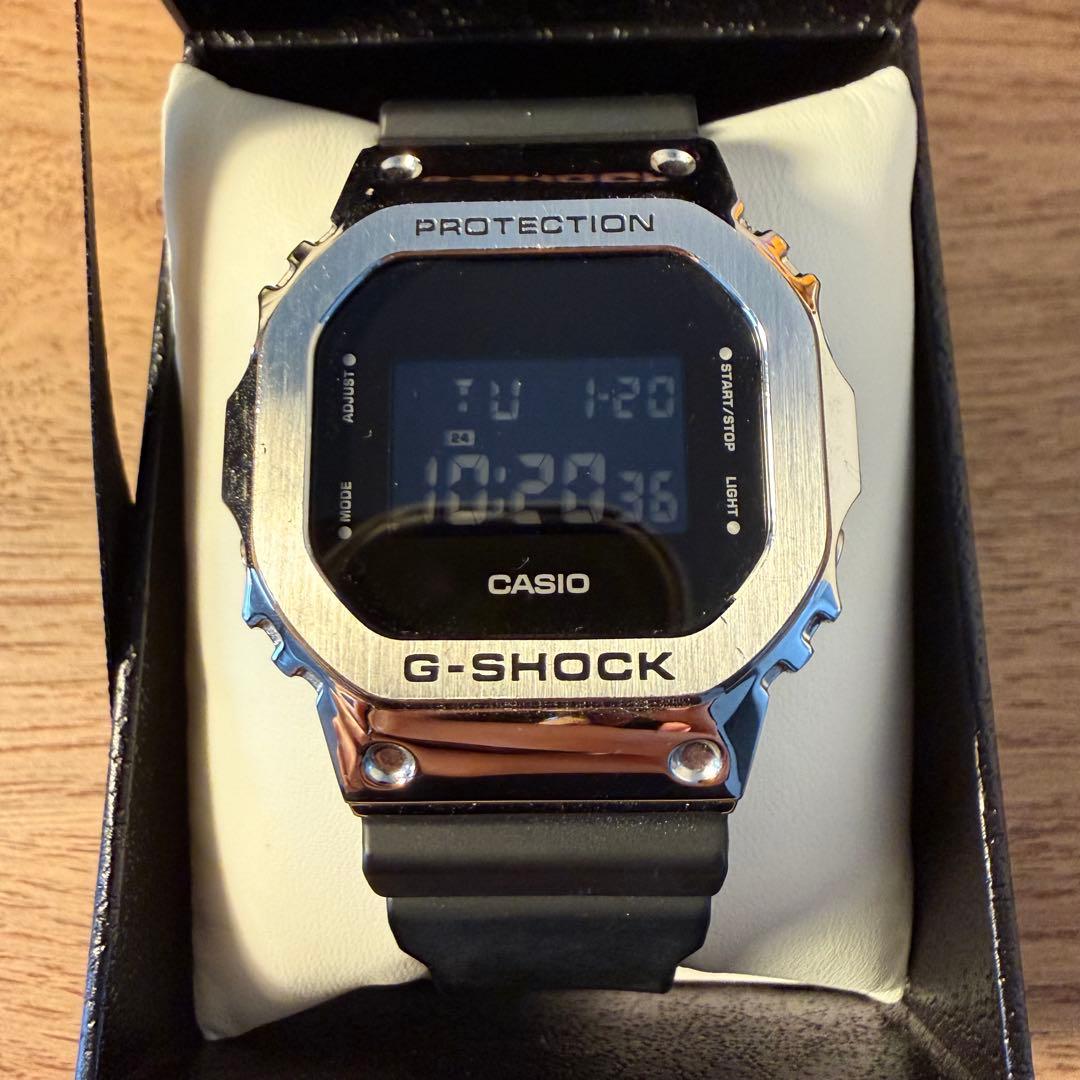 PROTECTION
ADJUST
START/STOP
TU 1-20
24
10:20 36
MODE
LIGHT
CASIO
G-SHOCK